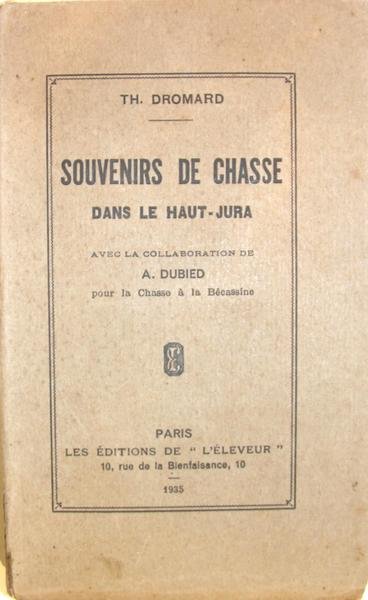 TH. DROMARD
SOUVENIRS DE CHASSE
DANS LE HAUT-JURA
AVEC LA COLLABORATION DE
A. DUBIED
pour la Chasse à la Bécassine
PARIS
LES ÉDITIONS DE " L'ÉLEVEUR "
10, rue de la Bienfaisance, 10
1935